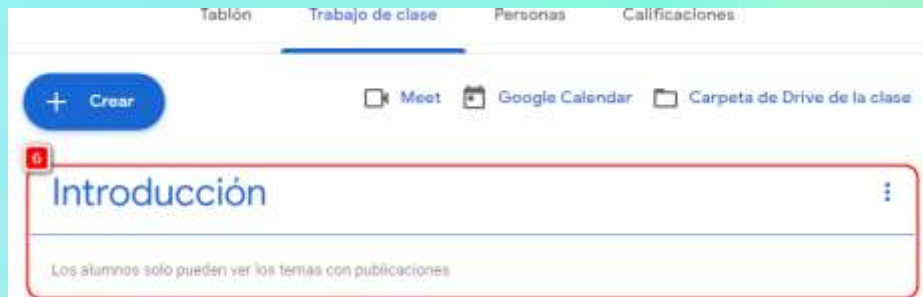 Tablón Trabajo de clase Personas Calificaciones
+ Crear Meet Google Calendar Carpeta de Drive de la clase
6
Introducción
Los alumnos solo pueden ver los temas con publicaciones